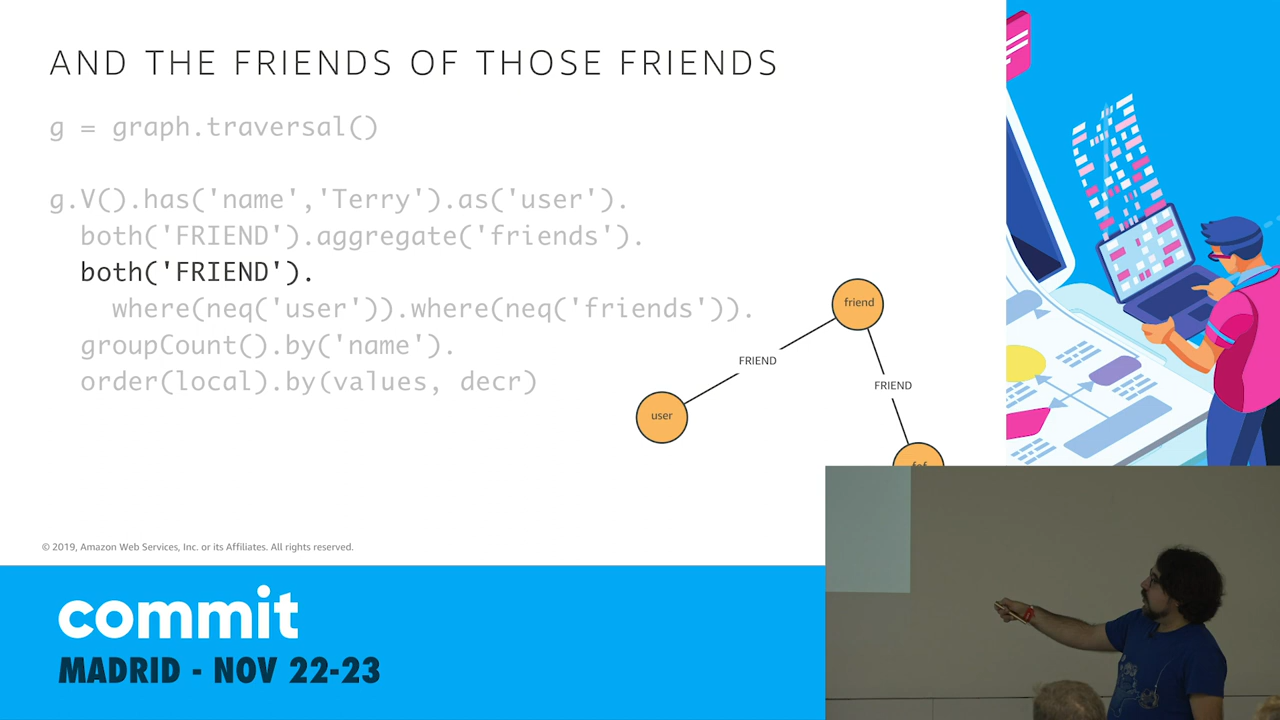 AND THE FRIENDS OF THOSE FRIENDS
g = graph.traversal()
g.V().has('name','Terry').as('user').
both('FRIEND').aggregate('friends').
both('FRIEND').
where(neq('user')).where(neq('friends')).
groupCount().by('name').
order(local).by(values, decr)
friend
FRIEND
FRIEND
user
fof
© 2019, Amazon Web Services, Inc. or its Affiliates. All rights reserved.
commit
MADRID - NOV 22-23